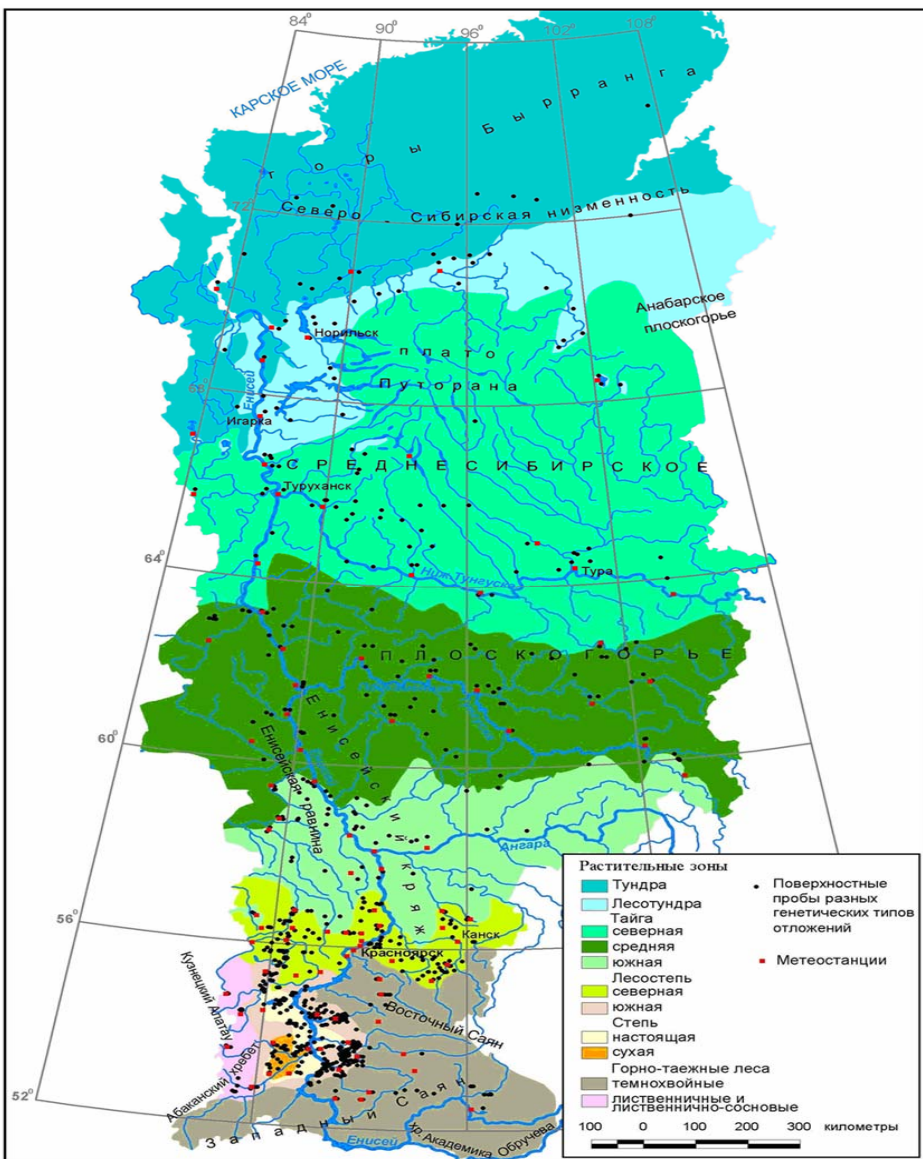 84°
90°
96°
102°
108°
КАРСКОЕ МОРЕ
горы Бырранга
72°
Северо Сибирская низменность
Анабарское
плоскогорье
Норильск
плато
Путорана
Енисей
68°
Игарка
СРЕДНЕСИБИРСКОЕ
Туруханск
64°
Ниж.Тунгуска
Тура
ПЛОСКОГОРЬЕ
60°
Енисейский кряж
Енисейская равнина
Ангара
56°
Канск
Красноярск
Кузнецкий Алатау
Восточный Саян
Абаканский хребет
52°
Западный Саян
Енисей
хр. Академика Обручева
Растительные зоны
Тундра
Лесотундра
Тайга
северная
средняя
южная
Лесостепь
северная
южная
Степь
настоящая
сухая
Горно-таежные леса
темнохвойные
лиственничные и
лиственнично-сосновые
Поверхностные
пробы разных
генетических типов
отложений
Метеостанции
100 0 100 200 300 километры